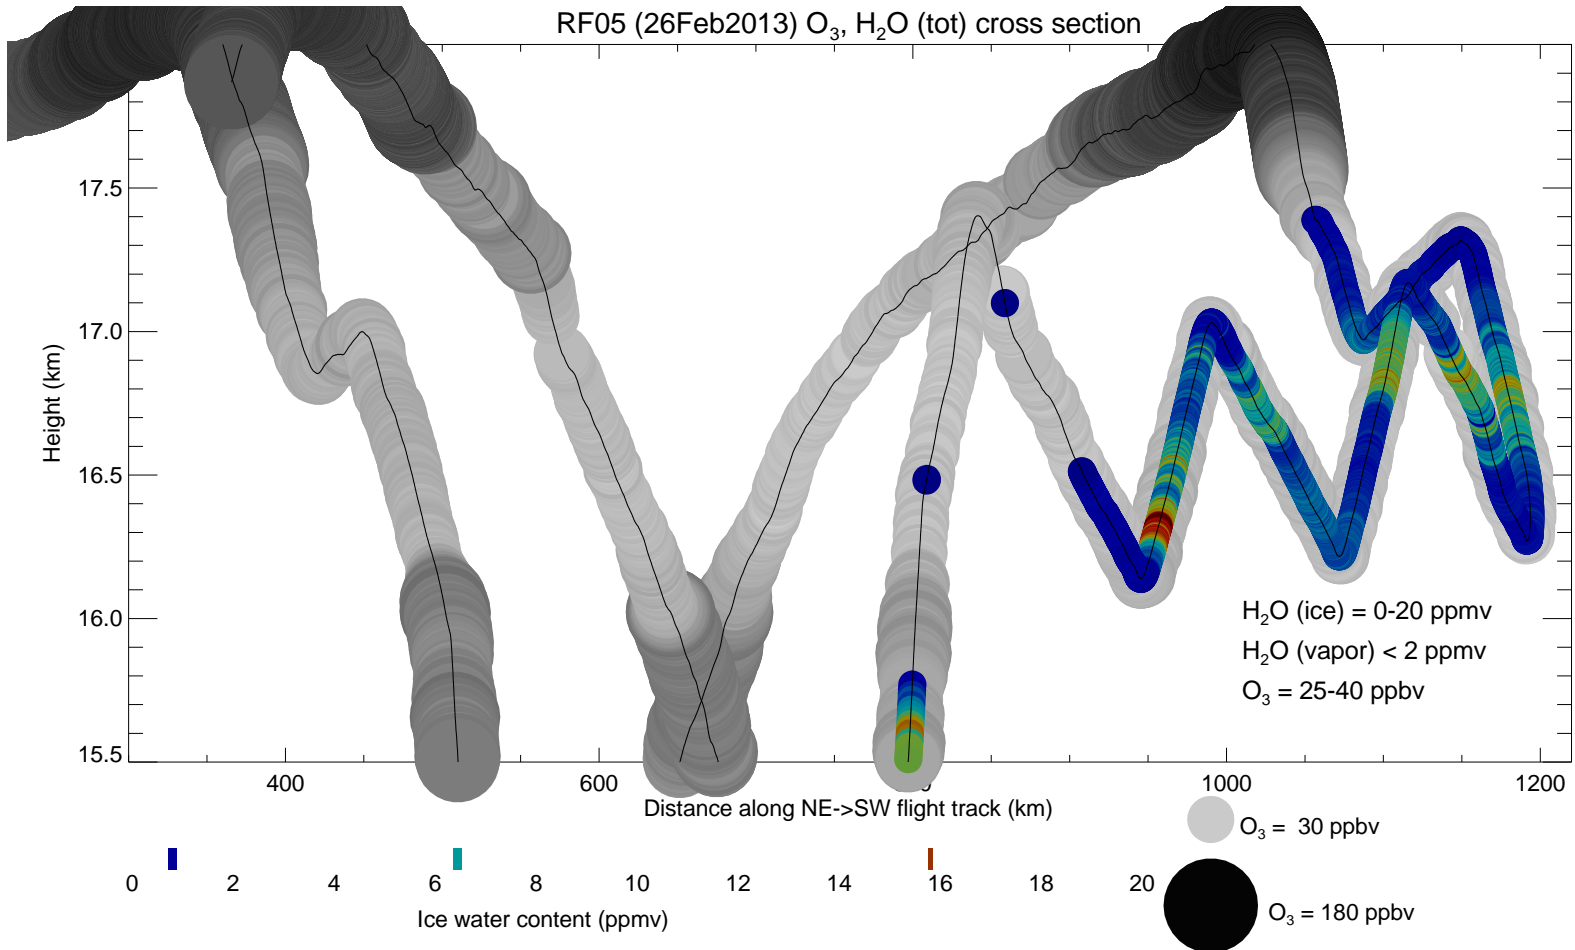 RF05 (26Feb2013) O₃, H₂O (tot) cross section
17.5
17.0
16.5
16.0
15.5
Height (km)
H₂O (ice) = 0-20 ppmv
H₂O (vapor) < 2 ppmv
O₃ = 25-40 ppbv
400 600 1000 1200
Distance along NE->SW flight track (km)
O₃ = 30 ppbv
0 2 4 6 8 10 12 14 16 18 20
Ice water content (ppmv)
O₃ = 180 ppbv